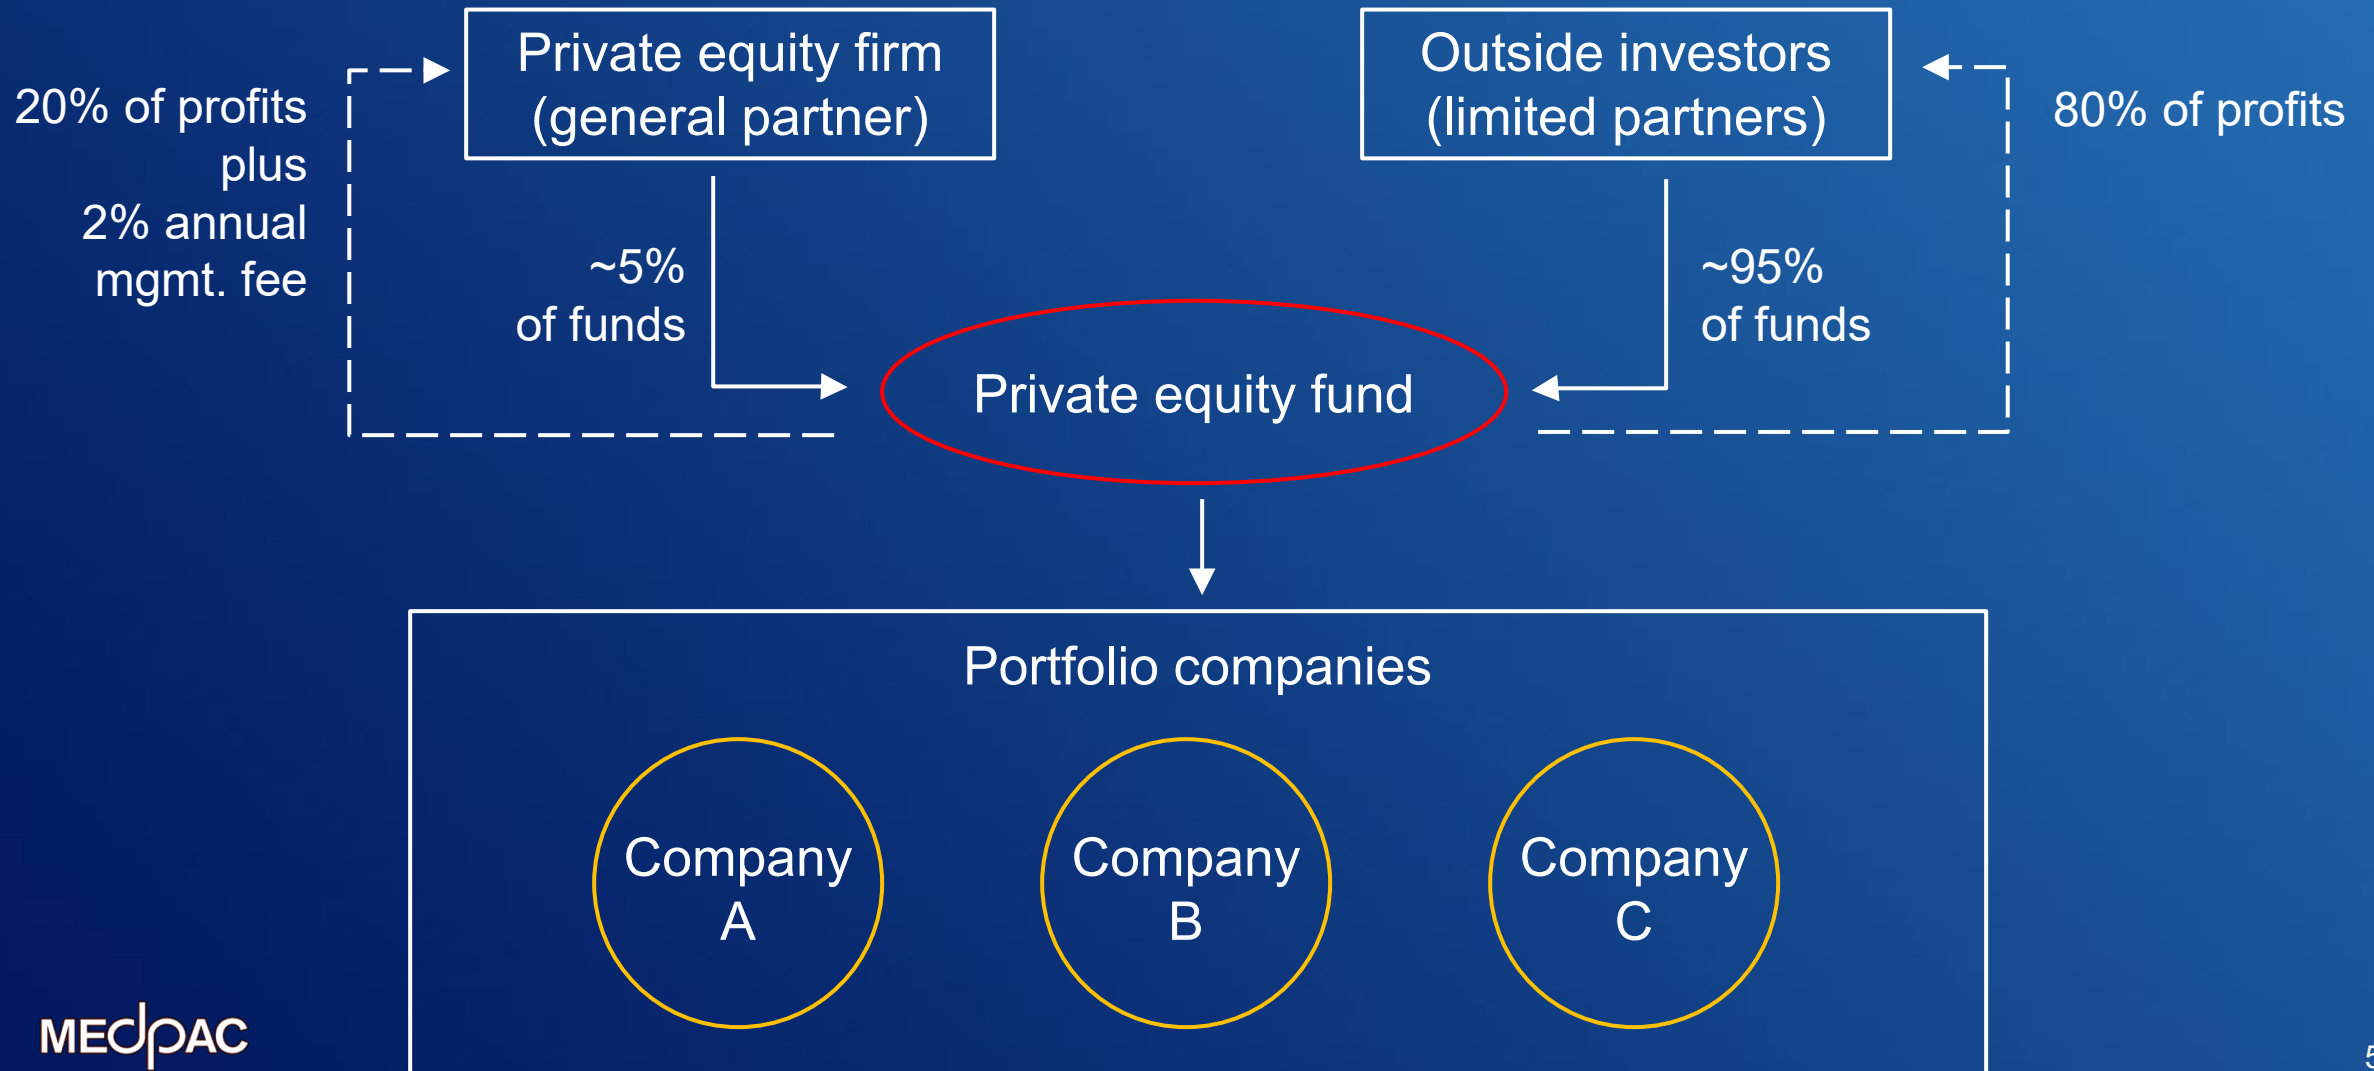 Private equity firm
(general partner)
Outside investors
(limited partners)
20% of profits
plus
2% annual
mgmt. fee
80% of profits
~5%
of funds
~95%
of funds
Private equity fund
Portfolio companies
Company
A
Company
B
Company
C
MEdpAC
5